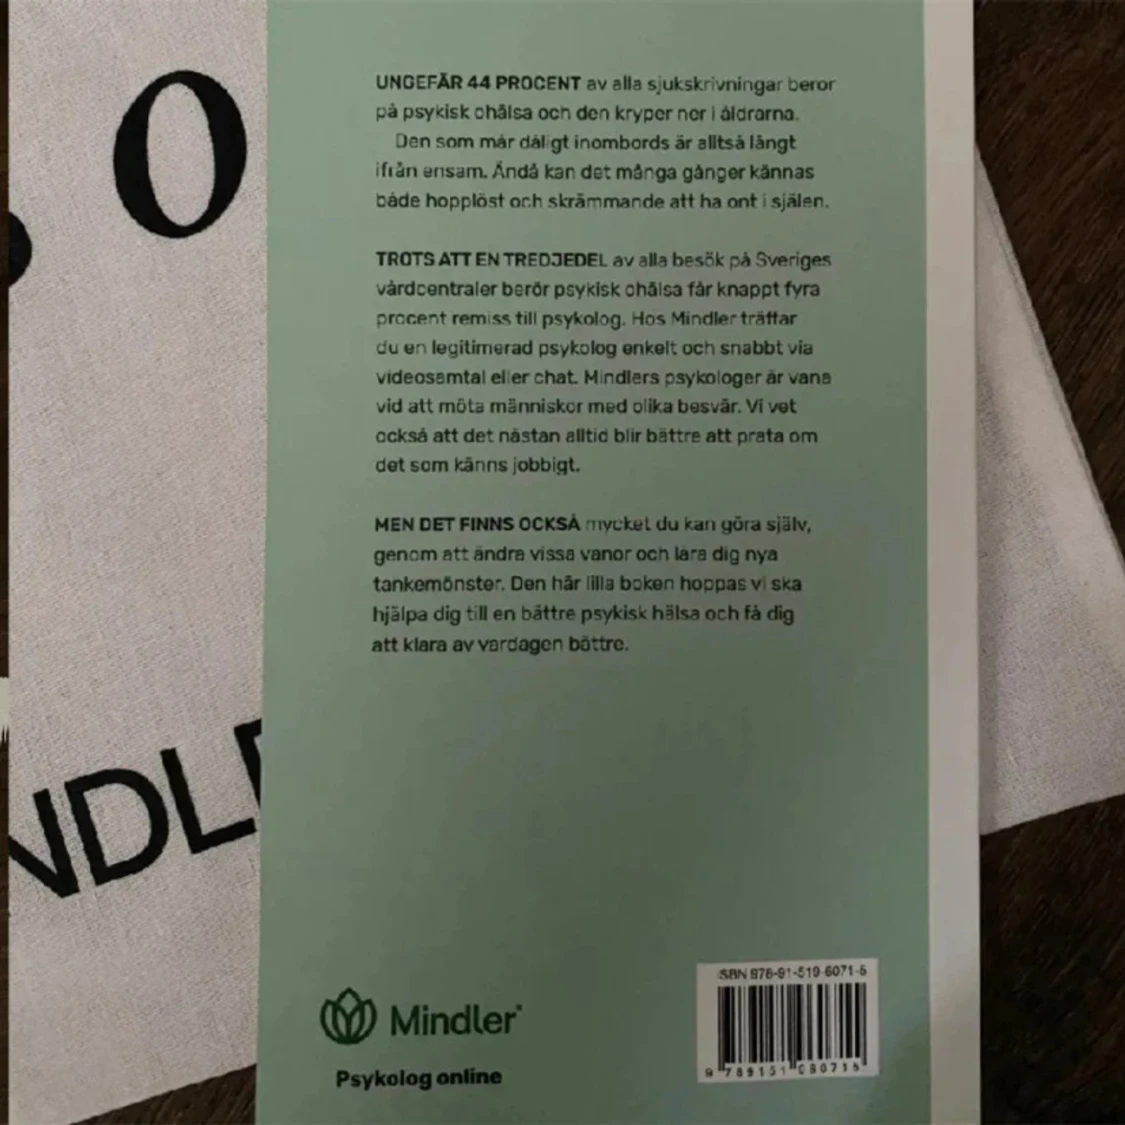 O
NDLE
UNGEFÄR 44 PROCENT av alla sjukskrivningar beror
på psykisk ohälsa och den kryper ner i åldrarna.
Den som mår dåligt inombords är alltså långt
ifrån ensam. Ändå kan det många gånger kännas
både hopplöst och skrämmande att ha ont i själen.
TROTS ATT EN TREDJEDEL av alla besök på Sveriges
vårdcentraler berör psykisk ohälsa får knappt fyra
procent remiss till psykolog. Hos Mindler träffar
du en legitimerad psykolog enkelt och snabbt via
videosamtal eller chat. Mindlers psykologer är vana
vid att möta människor med olika besvär. Vi vet
också att det nästan alltid blir bättre att prata om
det som känns jobbigt.
MEN DET FINNS OCKSÅ mycket du kan göra själv,
genom att ändra vissa vanor och lära dig nya
tankemönster. Den här lilla boken hoppas vi ska
hjälpa dig till en bättre psykisk hälsa och få dig
att klara av vardagen bättre.
Mindler
Psykolog online
ISBN 978-91-519-6071-5
9 789151 960715